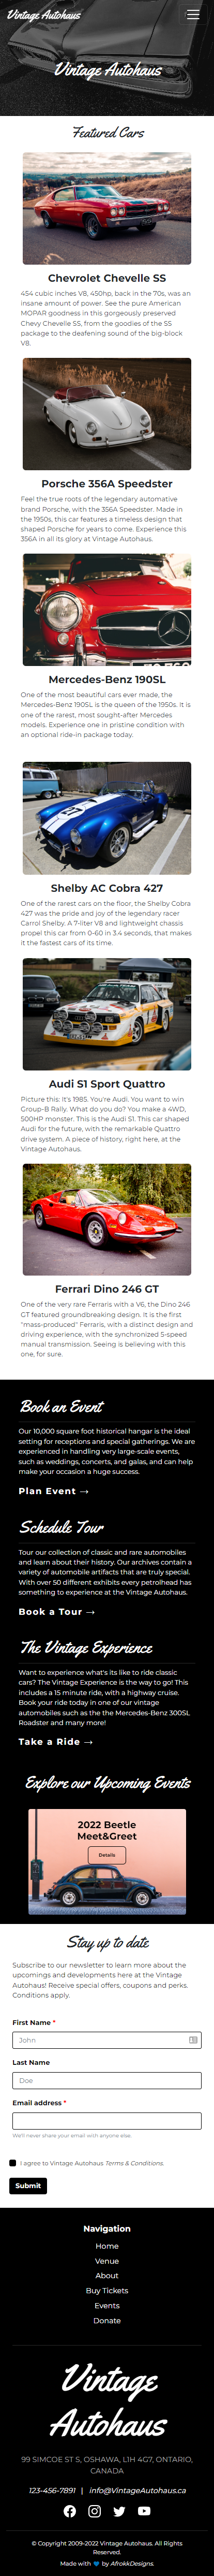 Vintage Autohaus
Vintage Autohaus
Featured Cars
Chevrolet Chevelle SS
454 cubic inches V8, 450hp, back in the 70s, was an
insane amount of power. See the pure American
MOPAR goodness in this gorgeously preserved
Chevy Chevelle SS, from the goodies of the SS
package to the deafening sound of the big-block
V8.
Porsche 356A Speedster
Feel the true roots of the legendary automative
brand Porsche, with the 356A Speedster. Made in
the 1950s, this car features a timeless design that
shaped Porsche for years to come. Experience this
356A in all its glory at Vintage Autohaus.
Mercedes-Benz 190SL
One of the most beautiful cars ever made, the
Mercedes-Benz 190SL is the queen of the 1950s. It is
one of the rarest, most sought-after Mercedes
models. Experience one in pristine condition with
an optional ride-in package today.
Shelby AC Cobra 427
One of the rarest cars on the floor, the Shelby Cobra
427 was the pride and joy of the legendary racer
Carrol Shelby. A 7-liter V8 and lightweight chassis
propel this car from 0-60 in 3.4 seconds, that makes
it the fastest cars of its time.
Audi S1 Sport Quattro
Picture this: It's 1985. You're Audi. You want to win
Group-B Rally. What do you do? You make a 4WD,
500HP monster. This is the Audi S1. This car shaped
Audi for the future, with the remarkable Quattro
drive system. A piece of history, right here, at the
Vintage Autohaus.
Ferrari Dino 246 GT
One of the very rare Ferraris with a V6, the Dino 246
GT featured groundbreaking design. It is the first
"mass-produced" Ferraris, with a distinct design and
driving experience, with the synchronized 5-speed
manual transmission. Seeing is believing with this
one, for sure.
Book an Event
Our 10,000 square foot historical hangar is the ideal
setting for receptions and special gatherings. We are
experienced in handling very large-scale events,
such as weddings, concerts, and galas, and can help
make your occasion a huge success.
Plan Event →
Schedule Tour
Tour our collection of classic and rare automobiles
and learn about their history. Our archives contain a
variety of automobile artifacts that are truly special.
With over 50 different exhibits every petrolhead has
something to experience at the Vintage Autohaus.
Book a Tour →
The Vintage Experience
Want to experience what's its like to ride classic
cars? The Vintage Experience is the way to go! This
includes a 15 minute ride, with a highway cruise.
Book your ride today in one of our vintage
automobiles such as the the Mercedes-Benz 300SL
Roadster and many more!
Take a Ride →
Explore our Upcoming Events
2022 Beetle
Meet&Greet
Details
Stay up to date
Subscribe to our newsletter to learn more about the
upcoming and developments here at the Vintage
Autohaus! Receive special offers, coupons and perks.
Conditions apply.
First Name *
John
Last Name
Doe
Email address *
We'll never share your email with anyone else.
I agree to Vintage Autohaus Terms & Conditions.
Submit
Navigation
Home
Venue
About
Buy Tickets
Events
Donate
Vintage
Autohaus
99 SIMCOE ST S, OSHAWA, L1H 4G7, ONTARIO,
CANADA
123-456-7891 | info@VintageAutohaus.ca
© Copyright 2009-2022 Vintage Autohaus. All Rights
Reserved.
Made with 💙 by AfrokkDesigns.